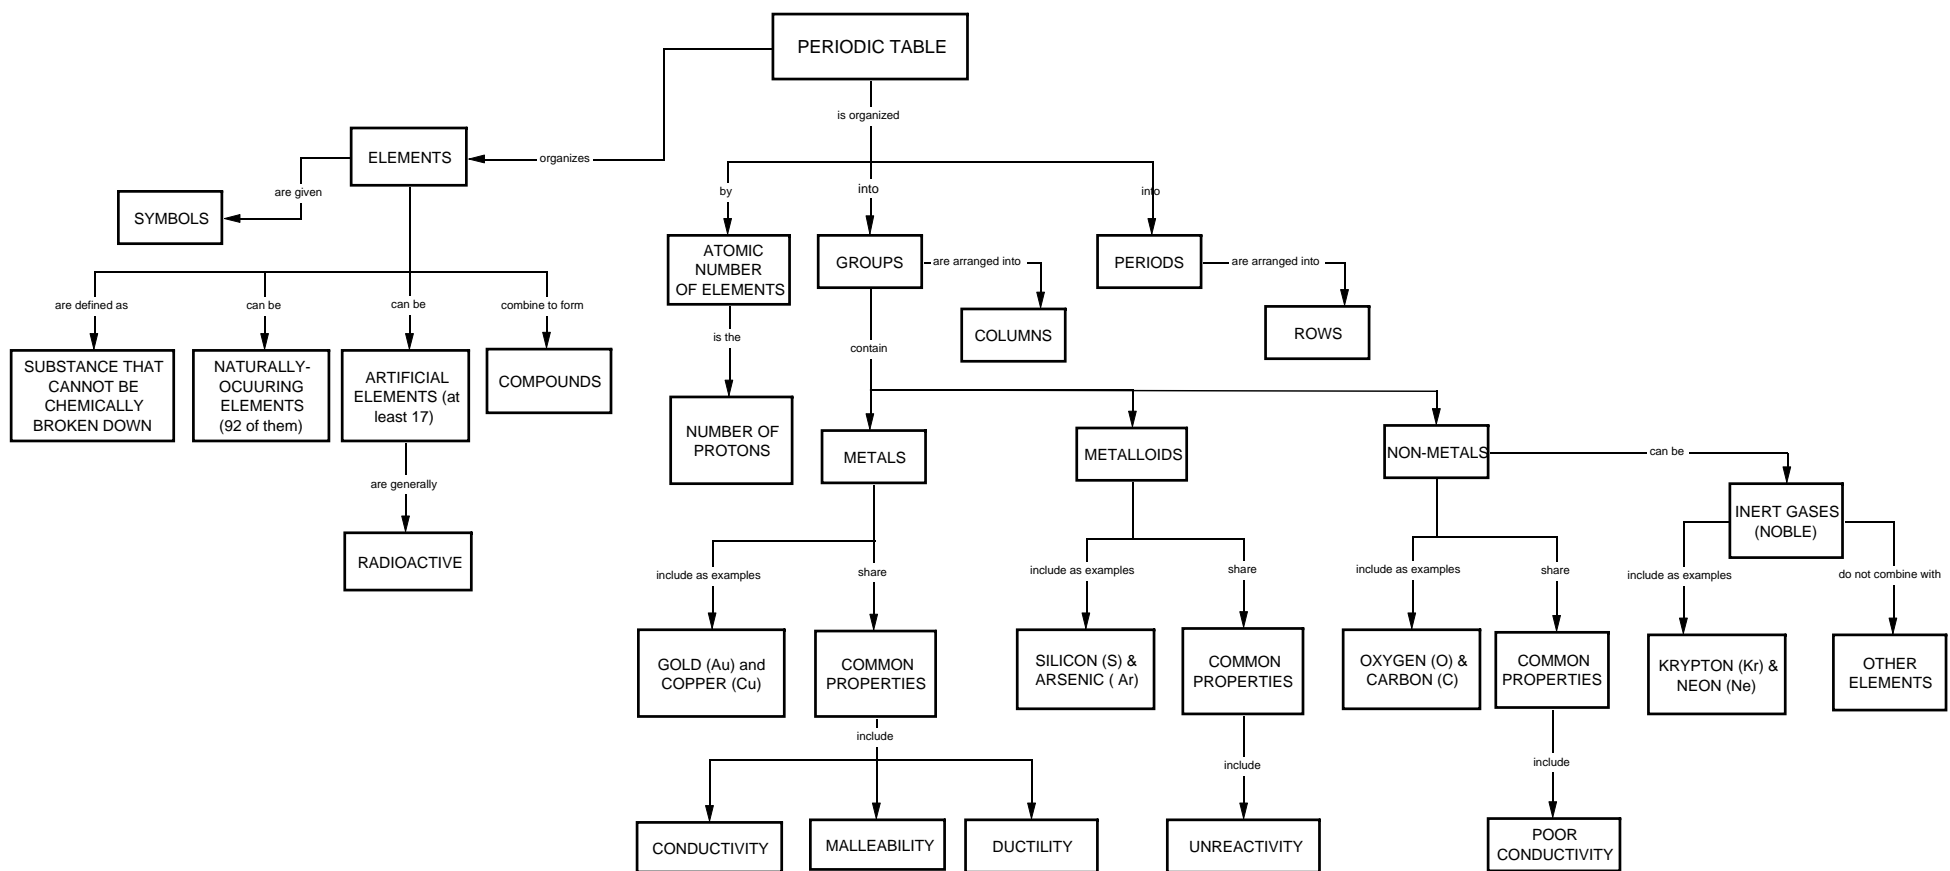 PERIODIC TABLE
is organized
ELEMENTS
organizes
are given
SYMBOLS
by
into
into
ATOMIC
NUMBER
OF ELEMENTS
GROUPS
are arranged into
PERIODS
are arranged into
are defined as
can be
can be
combine to form
is the
COLUMNS
ROWS
contain
SUBSTANCE THAT
CANNOT BE
CHEMICALLY
BROKEN DOWN
NATURALLY-
OCUURING
ELEMENTS
(92 of them)
ARTIFICIAL
ELEMENTS (at
least 17)
COMPOUNDS
NUMBER OF
PROTONS
METALS
METALLOIDS
NON-METALS
can be
are generally
INERT GASES
(NOBLE)
RADIOACTIVE
include as examples
share
include as examples
share
include as examples
share
include as examples
do not combine with
GOLD (Au) and
COPPER (Cu)
COMMON
PROPERTIES
SILICON (S) &
ARSENIC ( Ar)
COMMON
PROPERTIES
OXYGEN (O) &
CARBON (C)
COMMON
PROPERTIES
KRYPTON (Kr) &
NEON (Ne)
OTHER
ELEMENTS
include
include
include
CONDUCTIVITY
MALLEABILITY
DUCTILITY
UNREACTIVITY
POOR
CONDUCTIVITY